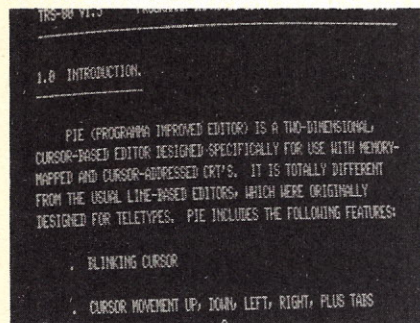 TRS-80 V1.3
1.0 INTRODUCTION.
PIE (PROGRAMMA IMPROVED EDITOR) IS A TWO-DIMENSIONAL,
CURSOR-BASED EDITOR DESIGNED SPECIFICALLY FOR USE WITH MEMORY-
MAPPED AND CURSOR-ADDRESSED CRT'S. IT IS TOTALLY DIFFERENT
FROM THE USUAL LINE-BASED EDITORS, WHICH WERE ORIGINALLY
DESIGNED FOR TELETYPES. PIE INCLUDES THE FOLLOWING FEATURES:
. BLINKING CURSOR
. CURSOR MOVEMENT UP, DOWN, LEFT, RIGHT, PLUS TABS